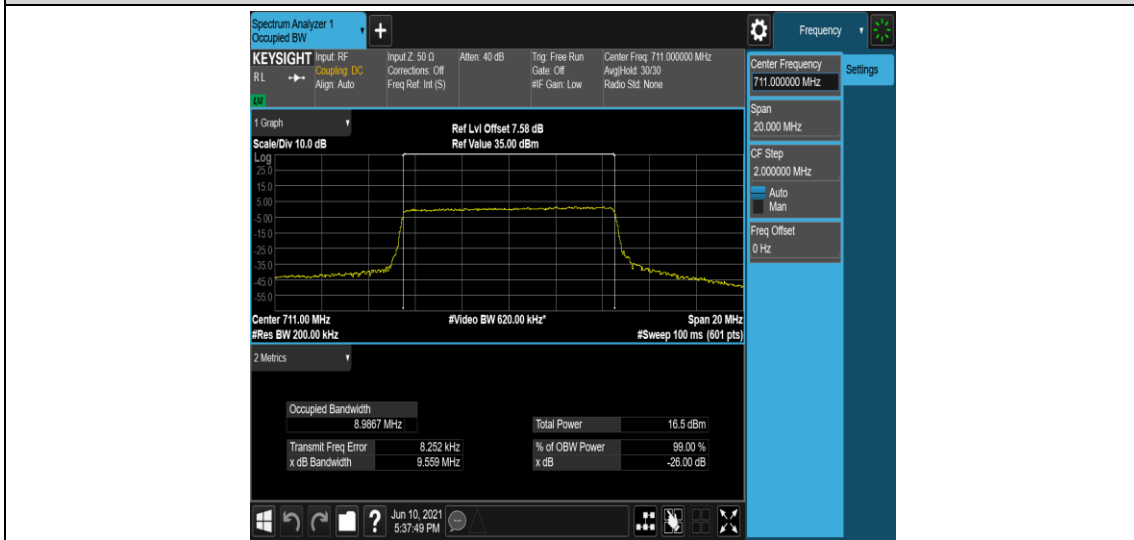 Spectrum Analyzer 1
Occupied BW
+
Frequency
KEYSIGHT
RL
LXI
Input: RF
Coupling: DC
Align: Auto
Input Z: 50 Ω
Corrections: Off
Freq Ref: Int (S)
Atten: 40 dB
Trig: Free Run
Gate: Off
#IF Gain: Low
Center Freq: 711.000000 MHz
Avg|Hold: 30/30
Radio Std: None
Center Frequency
711.000000 MHz
Settings
Span
20.000 MHz
CF Step
2.000000 MHz
Auto
Man
Freq Offset
0 Hz
1 Graph
Ref Lvl Offset 7.58 dB
Scale/Div 10.0 dB
Ref Value 35.00 dBm
Log
25.0
15.0
5.00
-5.00
-15.0
-25.0
-35.0
-45.0
-55.0
Center 711.00 MHz
#Video BW 620.00 kHz*
Span 20 MHz
#Res BW 200.00 kHz
#Sweep 100 ms (601 pts)
2 Metrics
Occupied Bandwidth
8.9867 MHz
Total Power 16.5 dBm
Transmit Freq Error 8.252 kHz
% of OBW Power 99.00 %
x dB Bandwidth 9.559 MHz
x dB -26.00 dB
?
Jun 10, 2021
5:37:49 PM